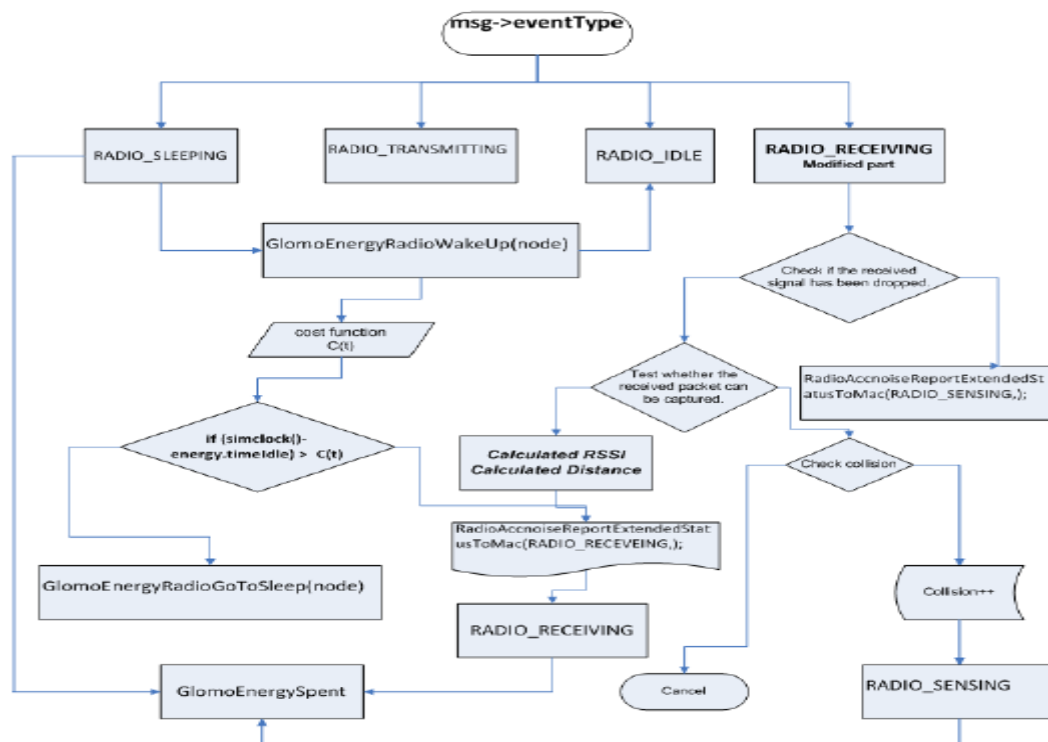 msg->eventType
RADIO_SLEEPING
RADIO_TRANSMITTING
RADIO_IDLE
RADIO_RECEIVING
Modified part
GlomoEnergyRadioWakeUp(node)
Check if the received
signal has been dropped.
cost function
C(t)
Test whether the
received packet can
be captured.
RadioAccnoiseReportExtendedSt
atusToMac(RADIO_SENSING,);
if (simclock()-
energy.timeIdle) > C(t)
Calculated RSSI
Calculated Distance
Check collision
RadioAccnoiseReportExtendedStat
usToMac(RADIO_RECEVEING,);
GlomoEnergyRadioGoToSleep(node)
Collision++
RADIO_RECEIVING
GlomoEnergySpent
Cancel
RADIO_SENSING